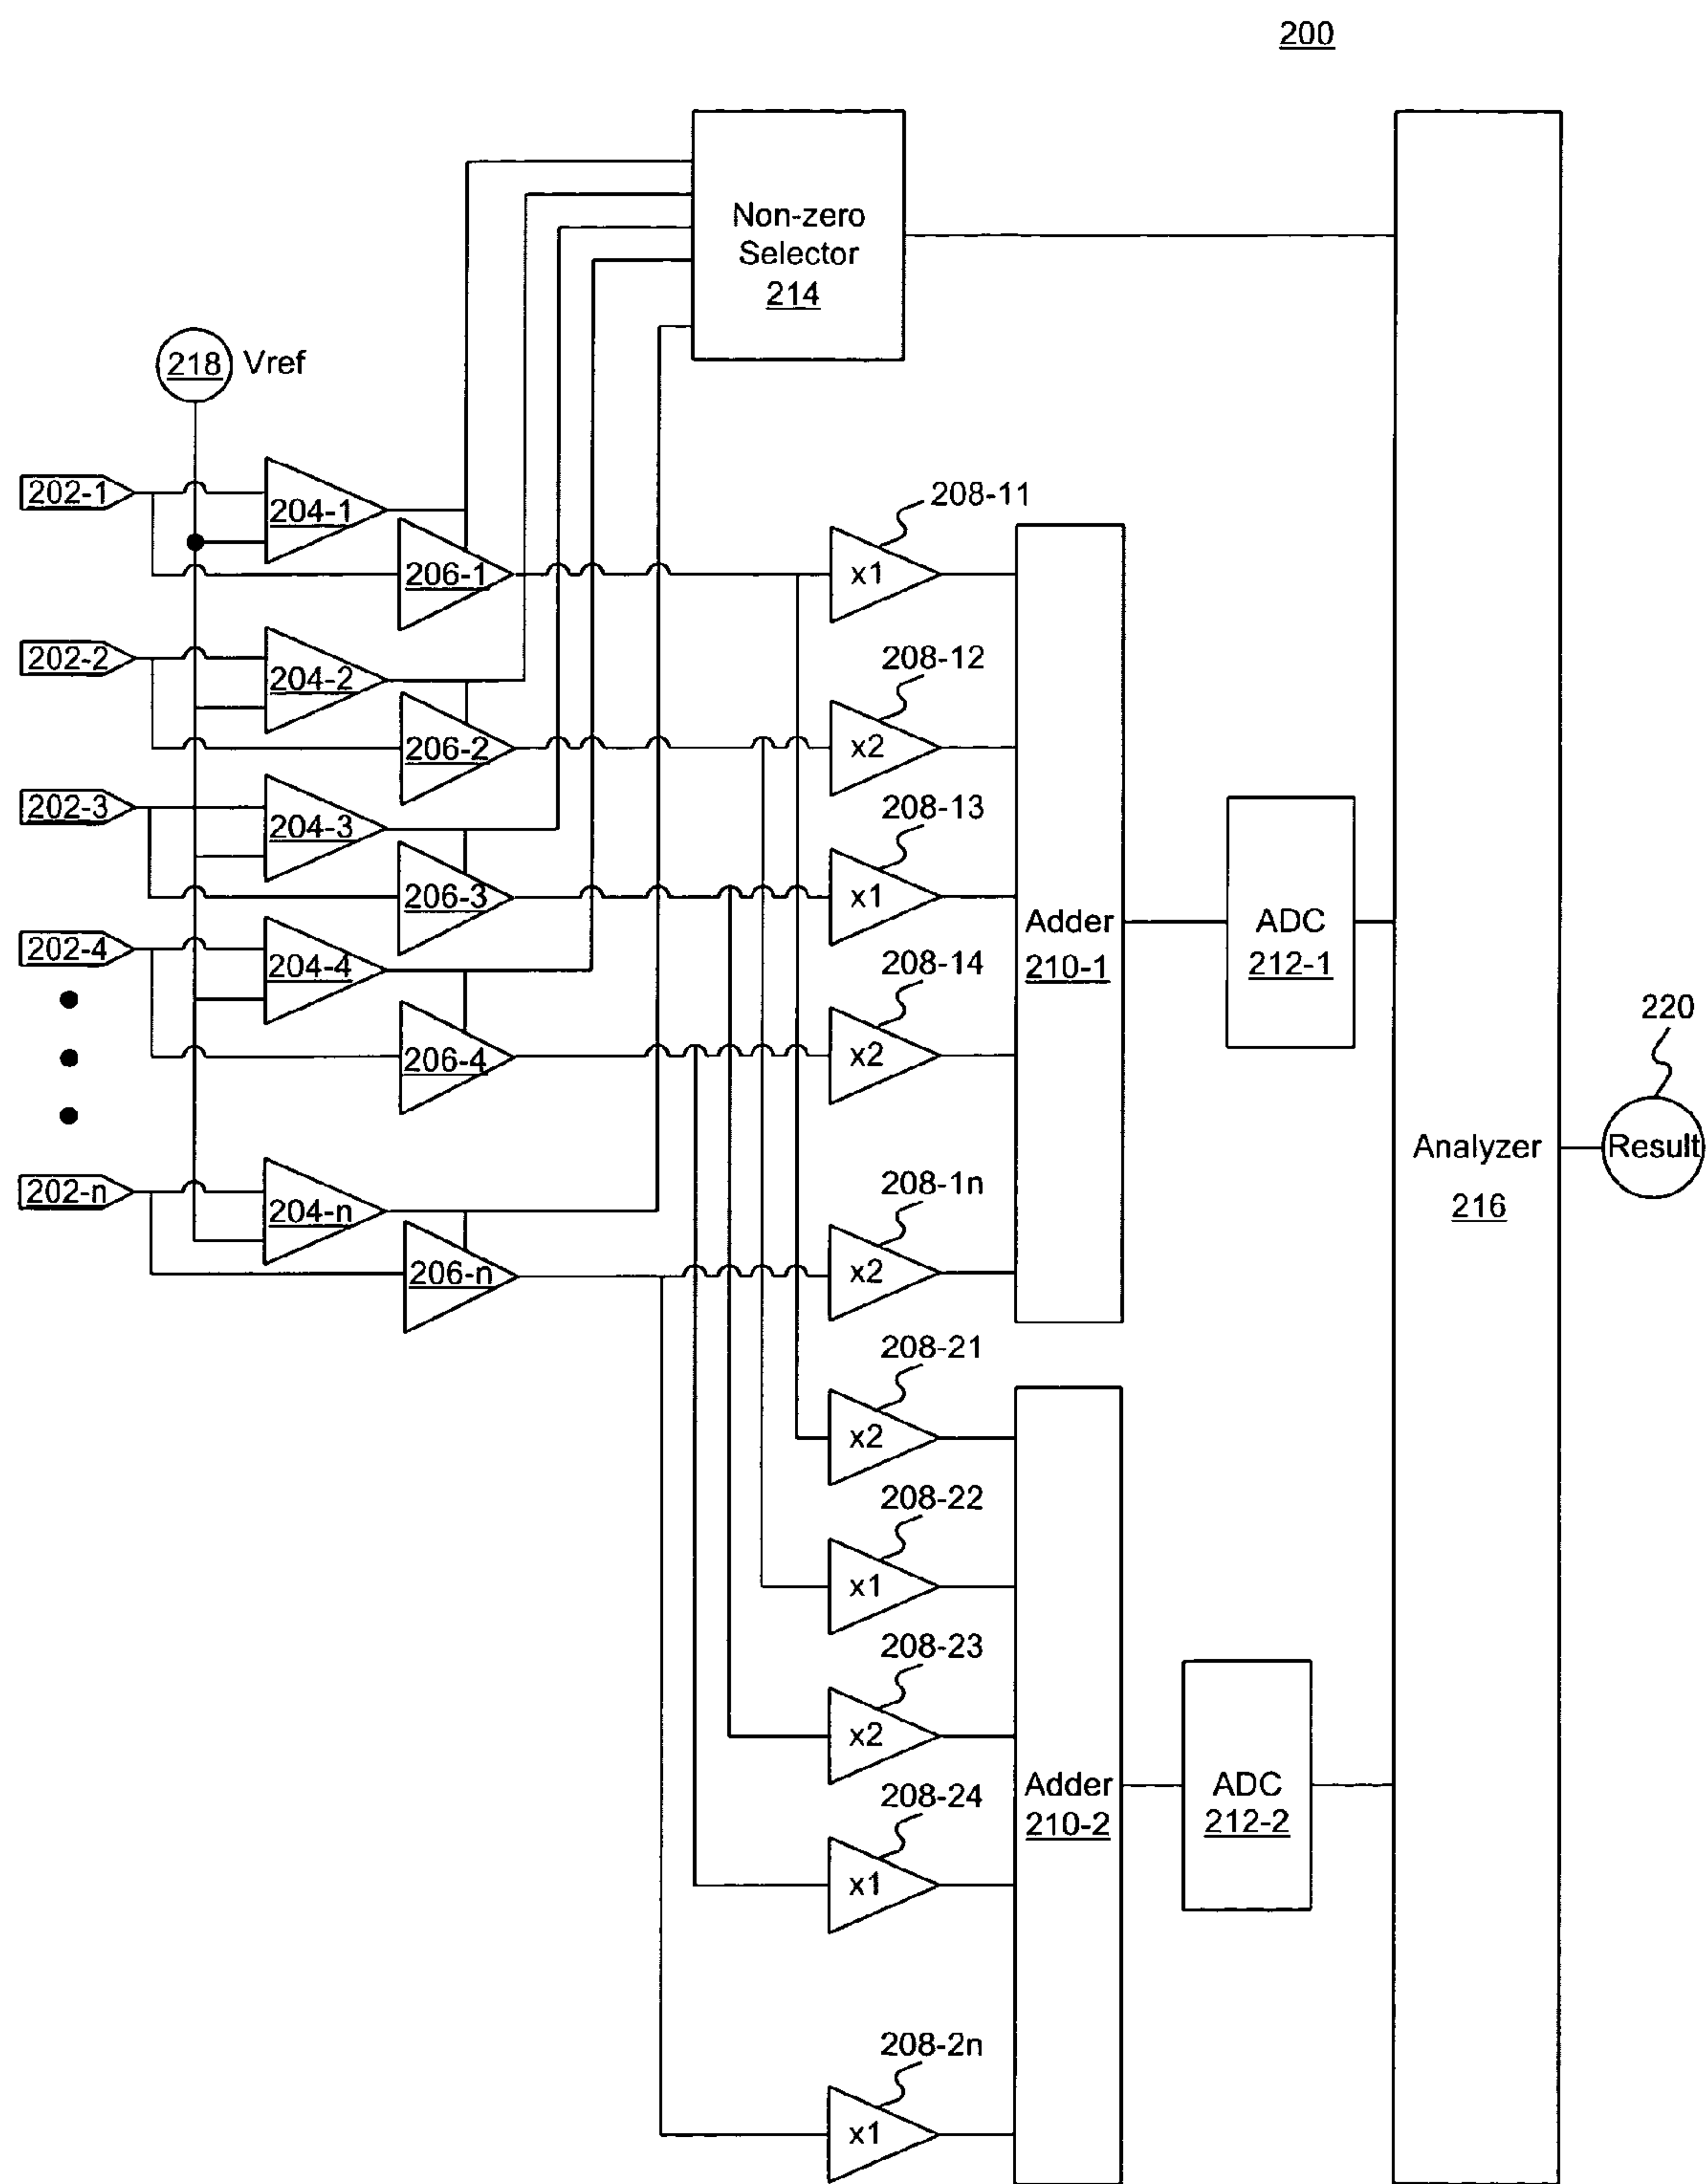 200
Non-zero
Selector
214
218 Vref
202-1
204-1
206-1
208-11
x1
202-2
204-2
206-2
208-12
x2
202-3
204-3
206-3
208-13
x1
202-4
204-4
206-4
208-14
x2
Adder
210-1
ADC
212-1
220
Result
Analyzer
216
202-n
204-n
206-n
208-1n
x2
208-21
x2
208-22
x1
208-23
x2
208-24
x1
Adder
210-2
ADC
212-2
208-2n
x1